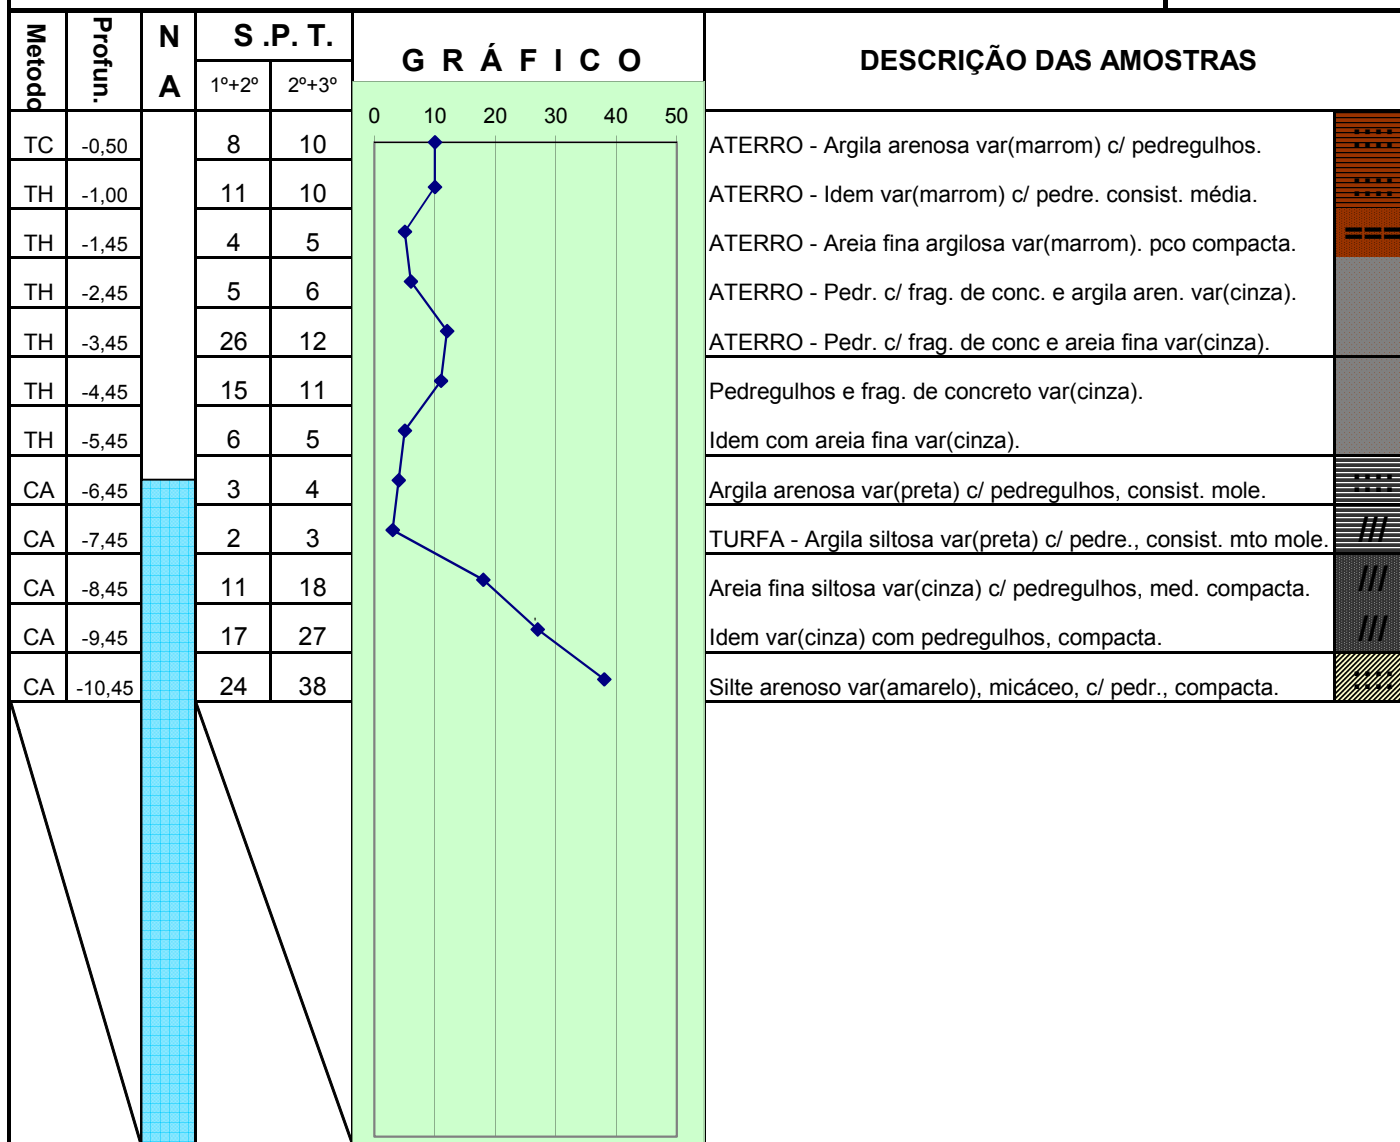 Metodo Profun. N A S .P. T. G R Á F I C O DESCRIÇÃO DAS AMOSTRAS
1º+2º 2º+3º
0 10 20 30 40 50
TC -0,50 8 10 ATERRO - Argila arenosa var(marrom) c/ pedregulhos.
TH -1,00 11 10 ATERRO - Idem var(marrom) c/ pedre. consist. média.
TH -1,45 4 5 ATERRO - Areia fina argilosa var(marrom). pco compacta.
TH -2,45 5 6 ATERRO - Pedr. c/ frag. de conc. e argila aren. var(cinza).
TH -3,45 26 12 ATERRO - Pedr. c/ frag. de conc e areia fina var(cinza).
TH -4,45 15 11 Pedregulhos e frag. de concreto var(cinza).
TH -5,45 6 5 Idem com areia fina var(cinza).
CA -6,45 3 4 Argila arenosa var(preta) c/ pedregulhos, consist. mole.
CA -7,45 2 3 TURFA - Argila siltosa var(preta) c/ pedre., consist. mto mole.
CA -8,45 11 18 Areia fina siltosa var(cinza) c/ pedregulhos, med. compacta.
CA -9,45 17 27 Idem var(cinza) com pedregulhos, compacta.
CA -10,45 24 38 Silte arenoso var(amarelo), micáceo, c/ pedr., compacta.